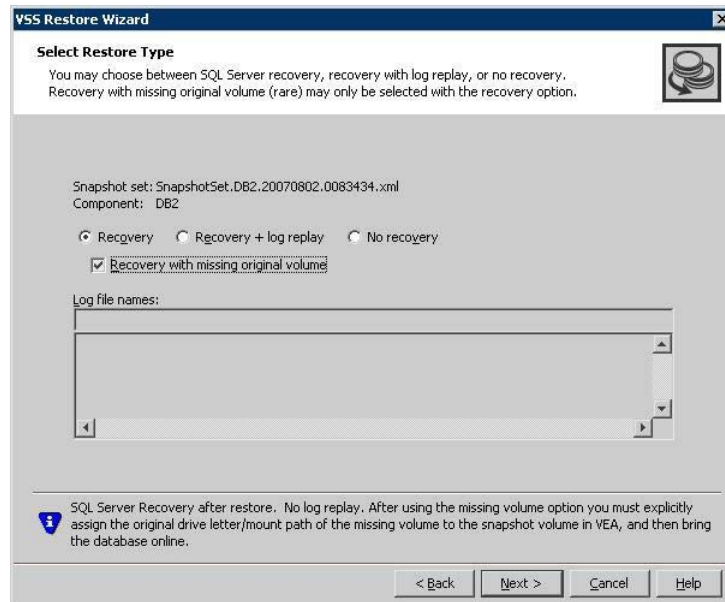 VSS Restore Wizard
Select Restore Type
You may choose between SQL Server recovery, recovery with log replay, or no recovery.
Recovery with missing original volume (rare) may only be selected with the recovery option.
Snapshot set: SnapshotSet.DB2.20070802.0083434.xml
Component: DB2
Recovery Recovery + log replay No recovery
Recovery with missing original volume
Log file names:
SQL Server Recovery after restore. No log replay. After using the missing volume option you must explicitly
assign the original drive letter/mount path of the missing volume to the snapshot volume in VEA, and then bring
the database online.
< Back Next > Cancel Help